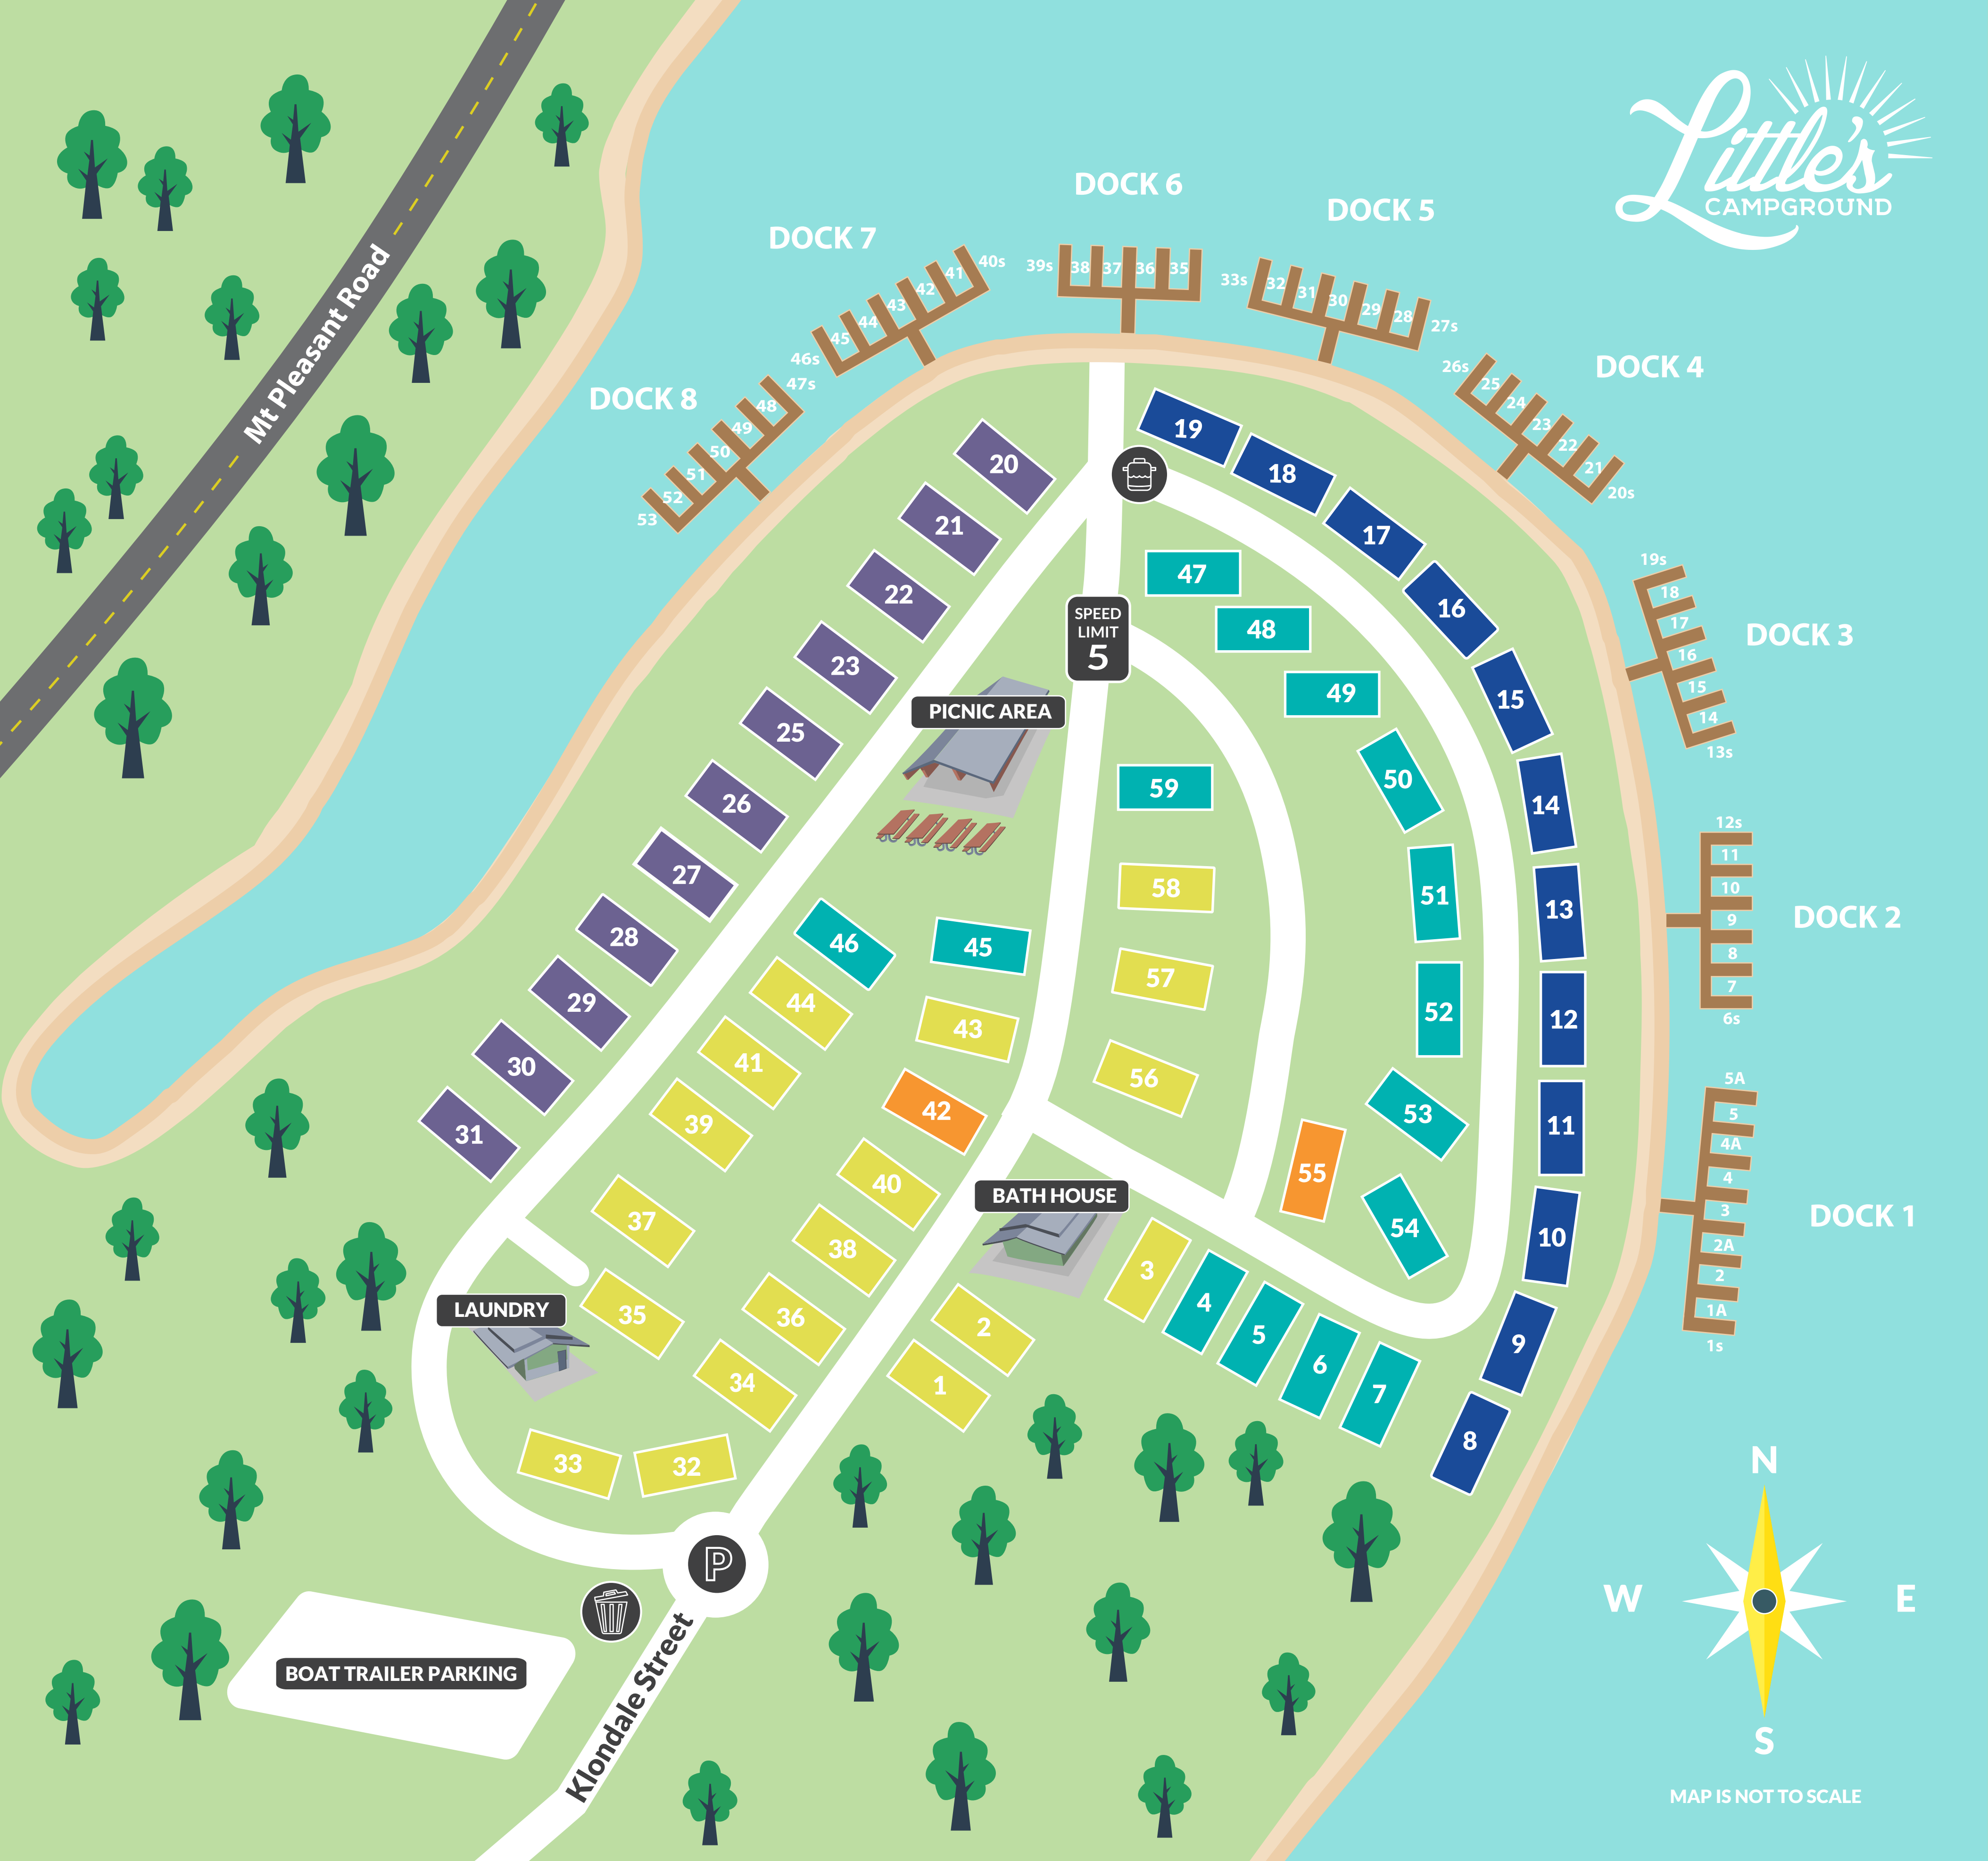 Little's
CAMPGROUND
Mt Pleasant Road
DOCK 6
DOCK 5
DOCK 7
DOCK 4
DOCK 8
DOCK 3
DOCK 2
DOCK 1
39s 38 37 36 35
33s 32 31 30 29 28 27s
40s
41
42
43
44
45
46s
26s
25
24
23
22
21
20s
47s
48
49
50
51
52
53
19s
18
17
16
15
14
13s
12s
11
10
9
8
7
6s
5A
5
4A
4
3
2A
2
1A
1s
19
18
17
16
15
14
13
12
11
10
9
8
20
21
22
23
25
26
27
28
29
30
31
47
48
49
50
51
52
53
54
55
SPEED
LIMIT
5
PICNIC AREA
59
58
57
56
46
45
44
43
41
42
39
40
37
38
35
36
34
33
32
BATH HOUSE
LAUNDRY
3
4
5
6
7
2
1
P
BOAT TRAILER PARKING
Klondale Street
N
W E
S
MAP IS NOT TO SCALE